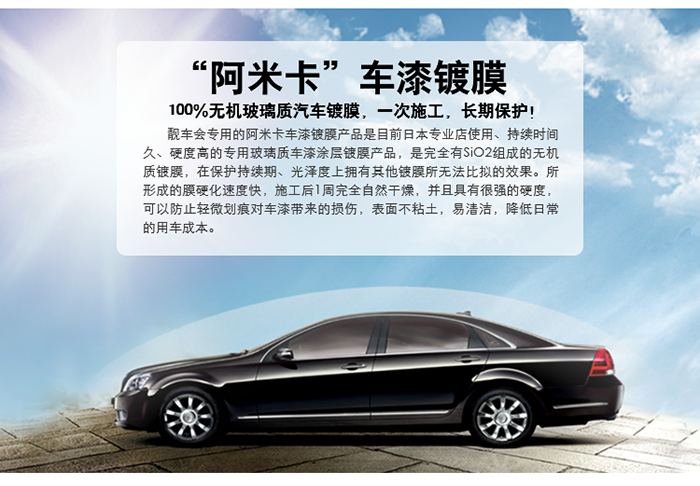 “阿米卡”车漆镀膜
100%无机玻璃质汽车镀膜，一次施工，长期保护！
靓车会专用的阿米卡车漆镀膜产品是目前日本专业店使用、持续时间
久、硬度高的专用玻璃质车漆涂层镀膜产品，是完全有SiO2组成的无机
质镀膜，在保护持续期、光泽度上拥有其他镀膜所无法比拟的效果。所
形成的膜硬化速度快，施工后1周完全自然干燥，并且具有很强的硬度，
可以防止轻微划痕对车漆带来的损伤，表面不粘土，易清洁，降低日常
的用车成本。